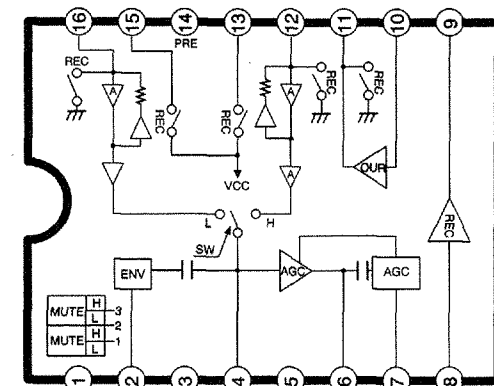 16 15 14 13 12 11 10 9
PRE
REC
REC
REC
REC
REC
A
A
A
OUR
VCC
L
H
SW
REC
ENV
AGC
AGC
MUTE H 3
L 2
MUTE H 1
L
1 2 3 4 5 6 7 8